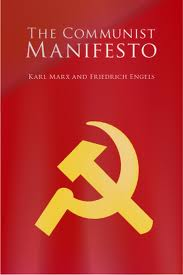 The Communist
Manifesto
Karl Marx and Friedrich Engels